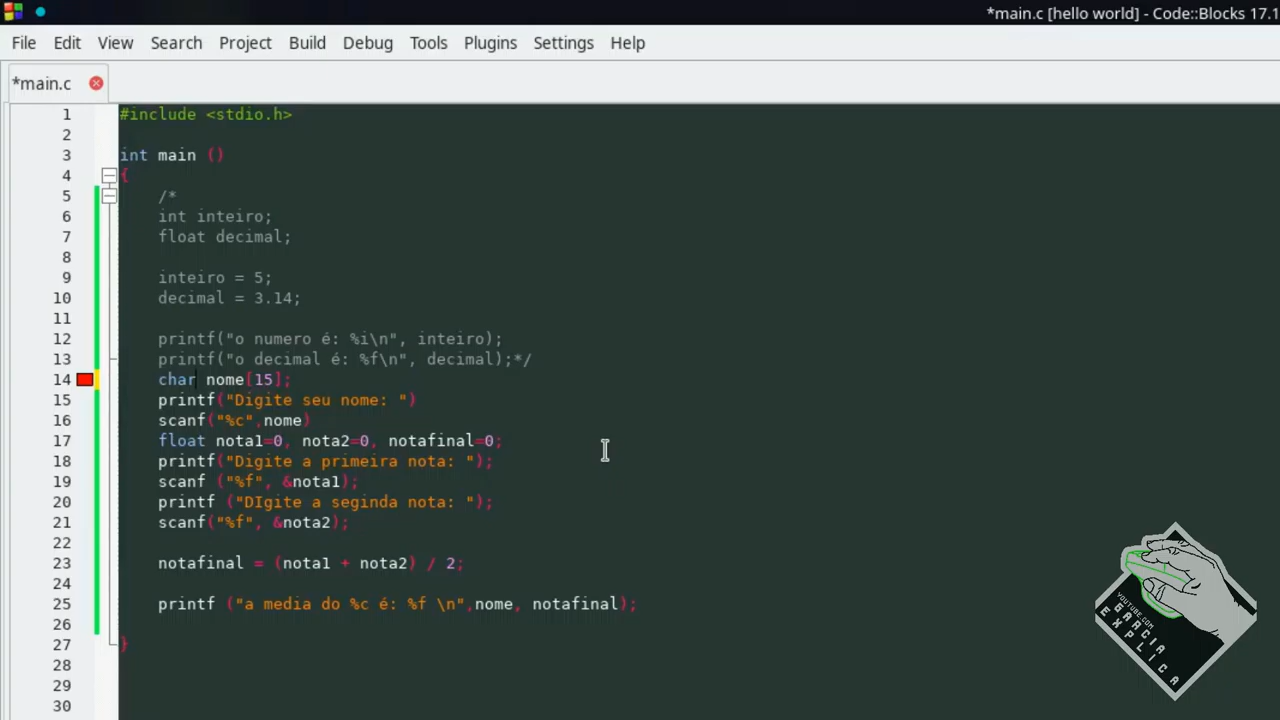 *main.c [hello world] - Code::Blocks 17.1
File Edit View Search Project Build Debug Tools Plugins Settings Help
*main.c
1 #include <stdio.h>
2
3 int main ()
4 {
5 /*
6 int inteiro;
7 float decimal;
8
9 inteiro = 5;
10 decimal = 3.14;
11
12 printf("o numero é: %i\n", inteiro);
13 printf("o decimal é: %f\n", decimal);*/
14 char nome[15];
15 printf("Digite seu nome: ")
16 scanf("%c",nome)
17 float nota1=0, nota2=0, notafinal=0;
18 printf("Digite a primeira nota: ");
19 scanf ("%f", &nota1);
20 printf ("DIgite a seginda nota: ");
21 scanf("%f", &nota2);
22
23 notafinal = (nota1 + nota2) / 2;
24
25 printf ("a media do %c é: %f \n",nome, notafinal);
26
27 }
28
29
30
YOUTUBE.COM
GARCIA
EXPLICA